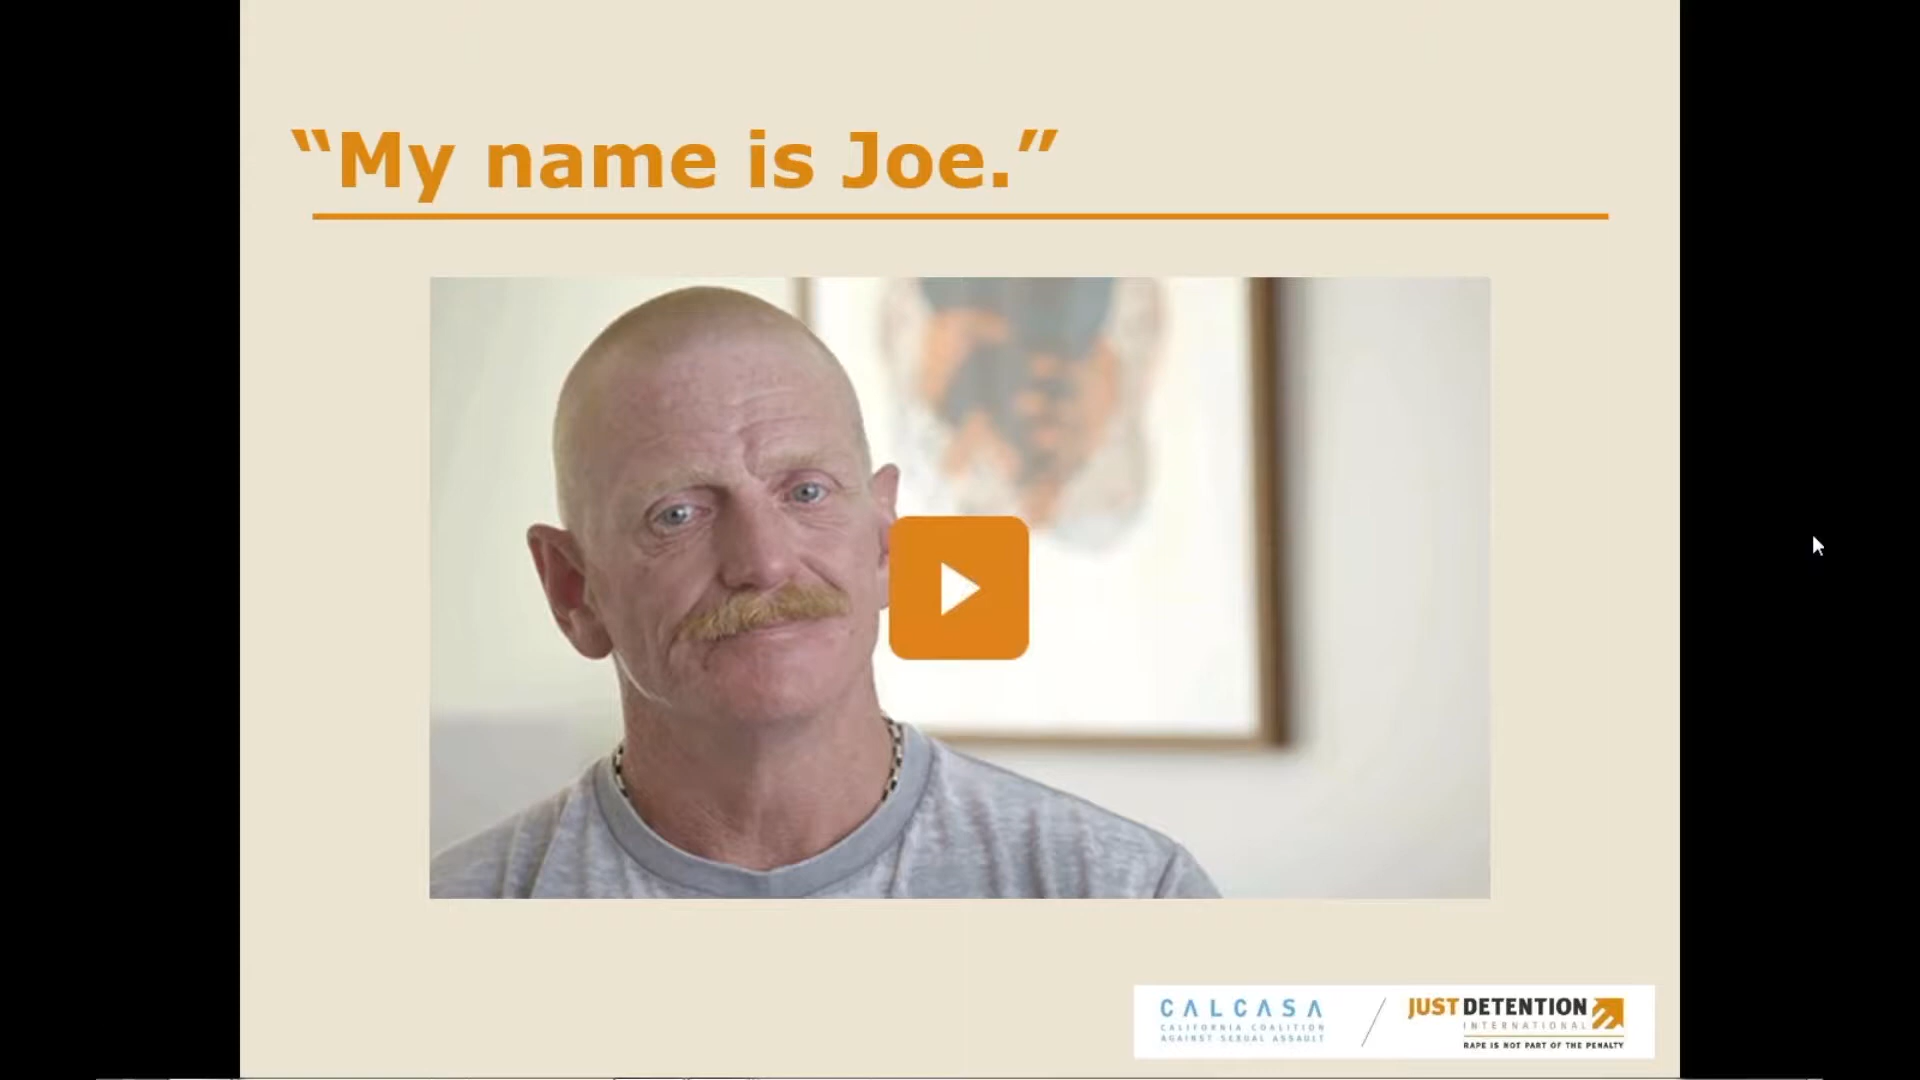 “My name is Joe.”
CALCASA
CALIFORNIA COALITION
AGAINST SEXUAL ASSAULT
JUST DETENTION
INTERNATIONAL
RAPE IS NOT PART OF THE PENALTY